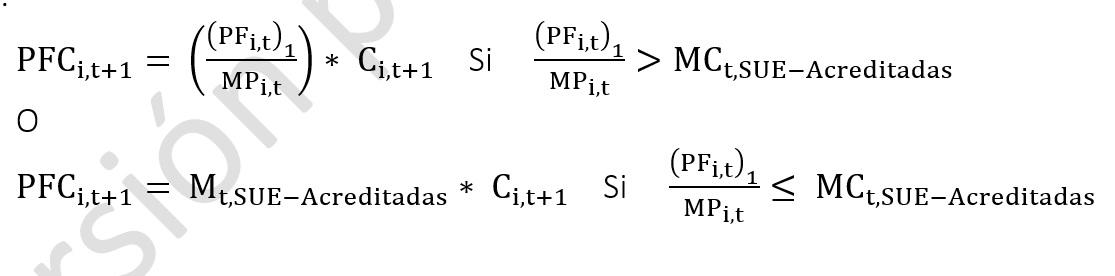 .
PFC_{i,t+1} = ((PF_{i,t})_1 / MP_{i,t}) * C_{i,t+1} Si (PF_{i,t})_1 / MP_{i,t} > MC_{t,SUE−Acreditadas}
O
PFC_{i,t+1} = M_{t,SUE−Acreditadas} * C_{i,t+1} Si (PF_{i,t})_1 / MP_{i,t} ≤ MC_{t,SUE−Acreditadas}
rsión p